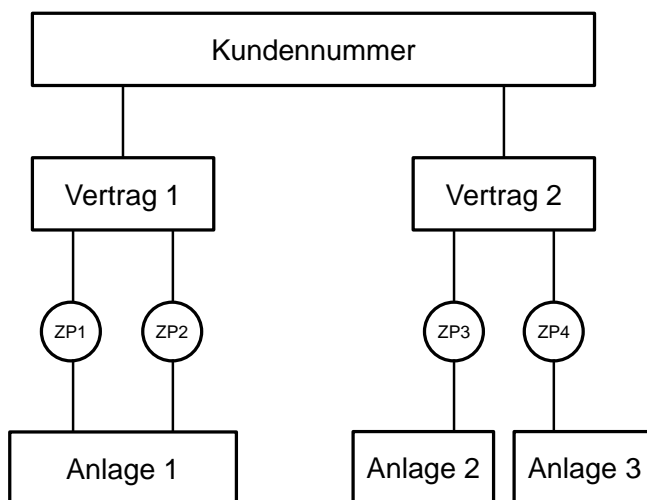 Kundennummer
Vertrag 1 Vertrag 2
ZP1 ZP2 ZP3 ZP4
Anlage 1 Anlage 2 Anlage 3